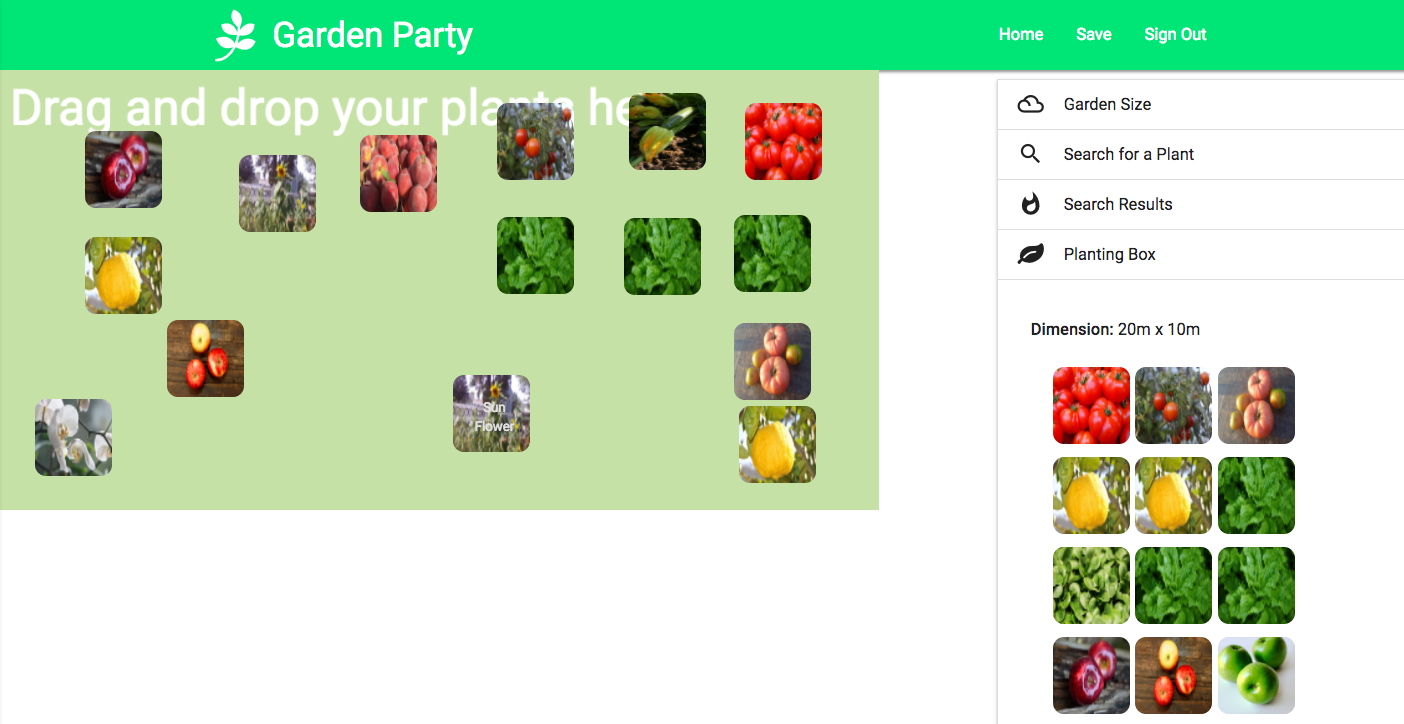 Garden Party
Home Save Sign Out
Drag and drop your plants he
Sun
Flower
Garden Size
Search for a Plant
Search Results
Planting Box
Dimension: 20m x 10m